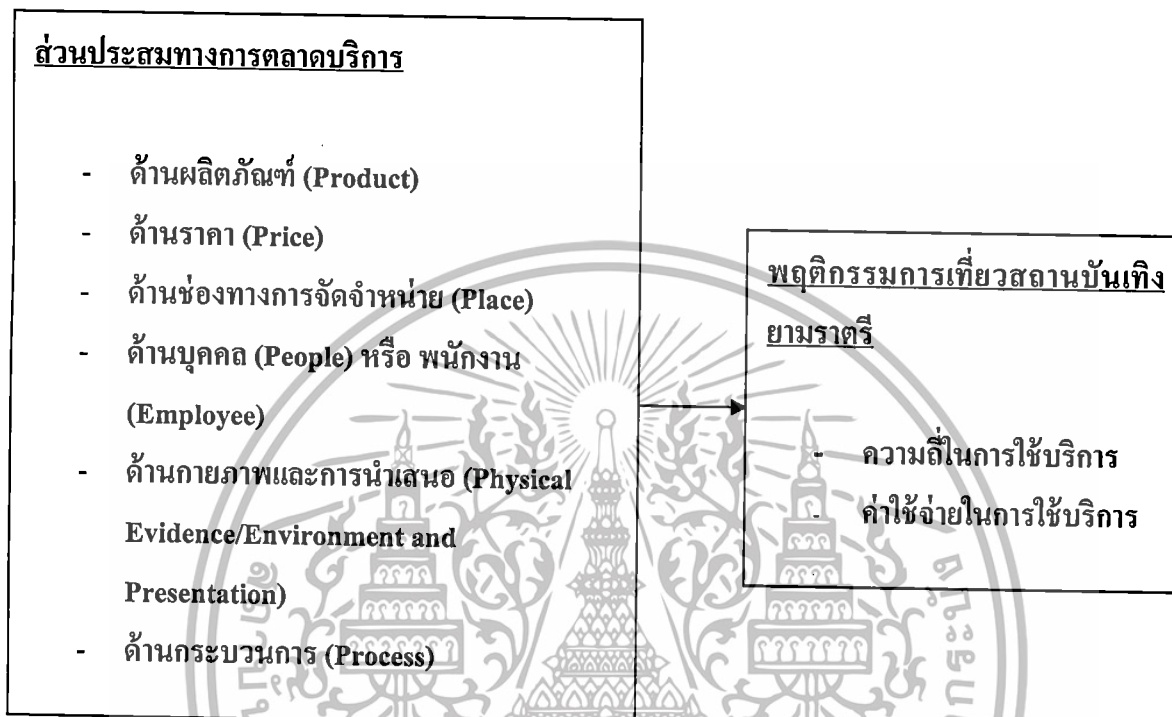 ส่วนประสมทางการตลาดบริการ
- ด้านผลิตภัณฑ์ (Product)
- ด้านราคา (Price)
- ด้านช่องทางการจัดจำหน่าย (Place)
- ด้านบุคคล (People) หรือ พนักงาน
(Employee)
- ด้านกายภาพและการนำเสนอ (Physical
Evidence/Environment and
Presentation)
- ด้านกระบวนการ (Process)
พฤติกรรมการเที่ยวสถานบันเทิง
ยามราตรี
- ความถี่ในการใช้บริการ
- ค่าใช้จ่ายในการใช้บริการ